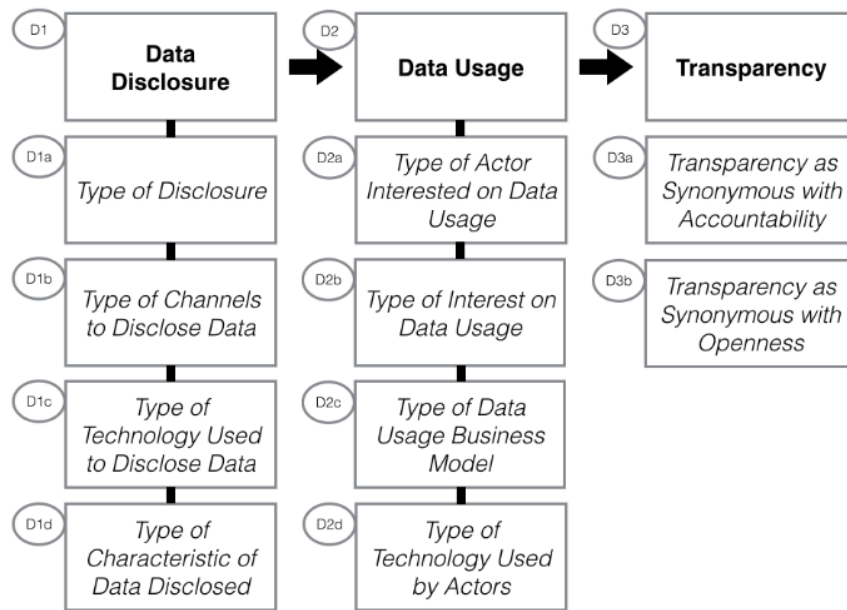 D1
Data
Disclosure
D2
Data Usage
D3
Transparency
D1a
Type of Disclosure
D2a
Type of Actor
Interested on Data
Usage
D3a
Transparency as
Synonymous with
Accountability
D1b
Type of Channels
to Disclose Data
D2b
Type of Interest on
Data Usage
D3b
Transparency as
Synonymous with
Openness
D1c
Type of
Technology Used
to Disclose Data
D2c
Type of Data
Usage Business
Model
D1d
Type of
Characteristic of
Data Disclosed
D2d
Type of
Technology Used
by Actors